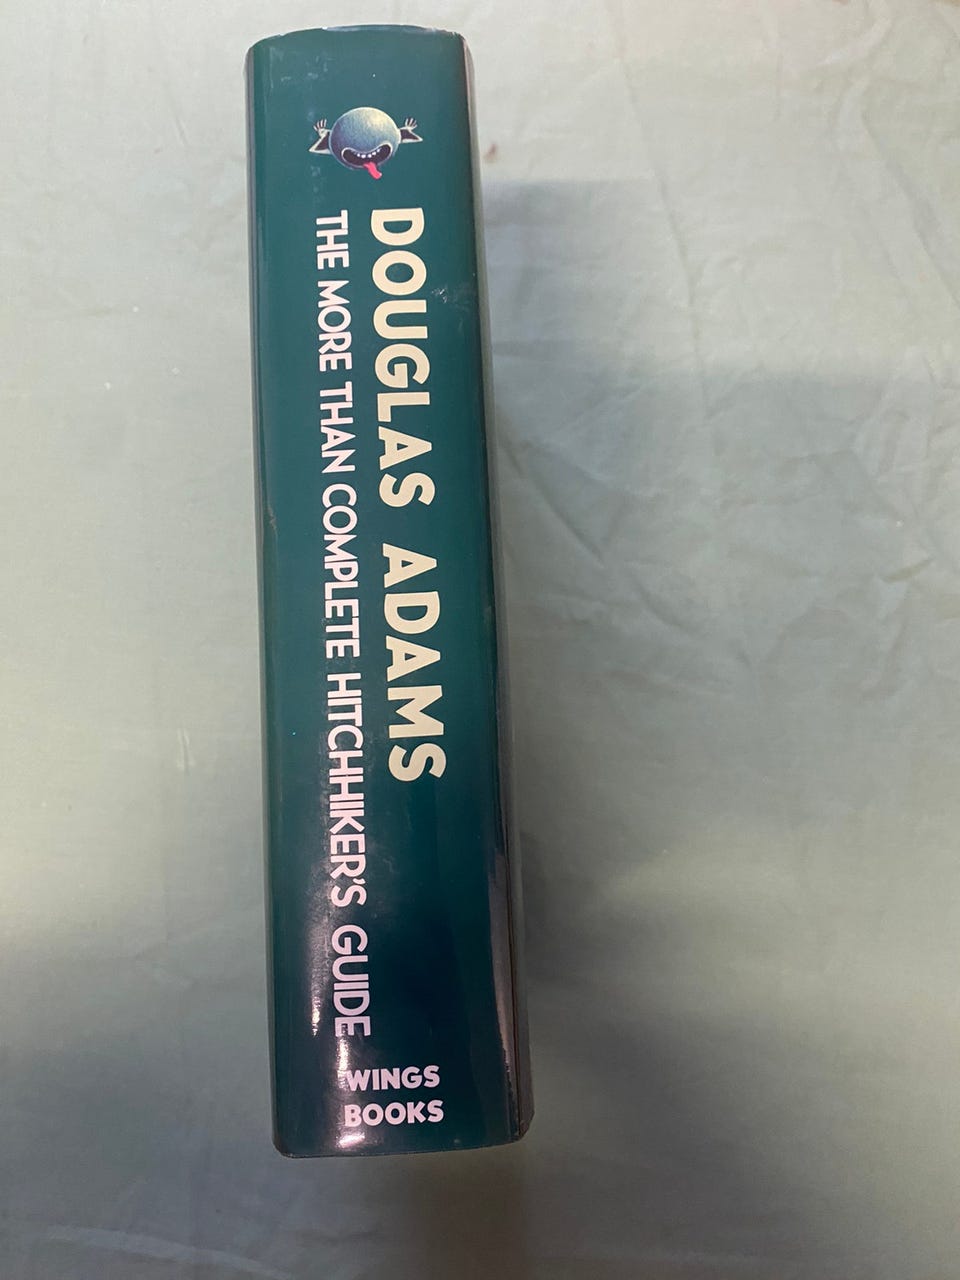 DOUGLAS ADAMS
THE MORE THAN COMPLETE HITCHHIKER'S GUIDE
WINGS
BOOKS